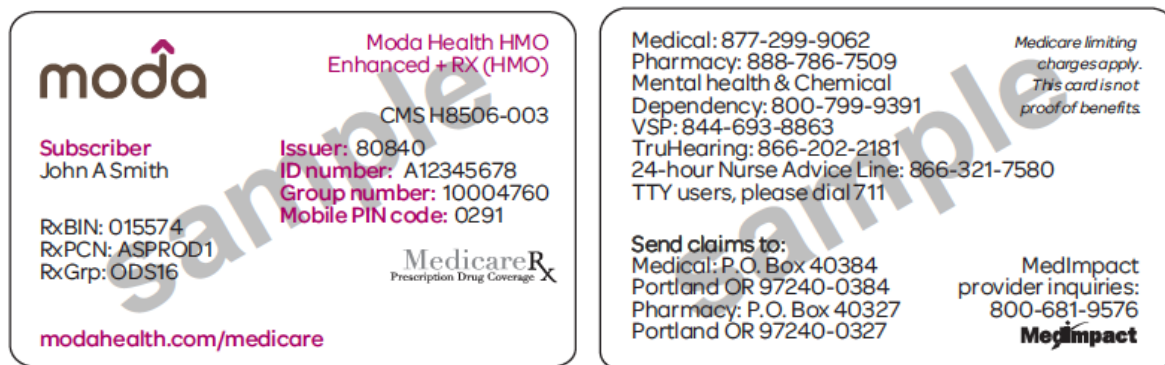 moda
Moda Health HMO
Enhanced + RX (HMO)
CMS H8506-003
Subscriber
John A Smith
Issuer: 80840
ID number: A12345678
Group number: 10004760
Mobile PIN code: 0291
RxBIN: 015574
RxPCN: ASPROD1
RxGrp: ODS16
MedicareRx
Prescription Drug Coverage
modahealth.com/medicare
sample
Medical: 877-299-9062
Pharmacy: 888-786-7509
Mental health & Chemical
Dependency: 800-799-9391
VSP: 844-693-8863
TruHearing: 866-202-2181
24-hour Nurse Advice Line: 866-321-7580
TTY users, please dial 711
Medicare limiting
charges apply.
This card is not
proof of benefits.
Send claims to:
Medical: P.O. Box 40384
Portland OR 97240-0384
Pharmacy: P.O. Box 40327
Portland OR 97240-0327
MedImpact
provider inquiries:
800-681-9576
MedImpact
sample